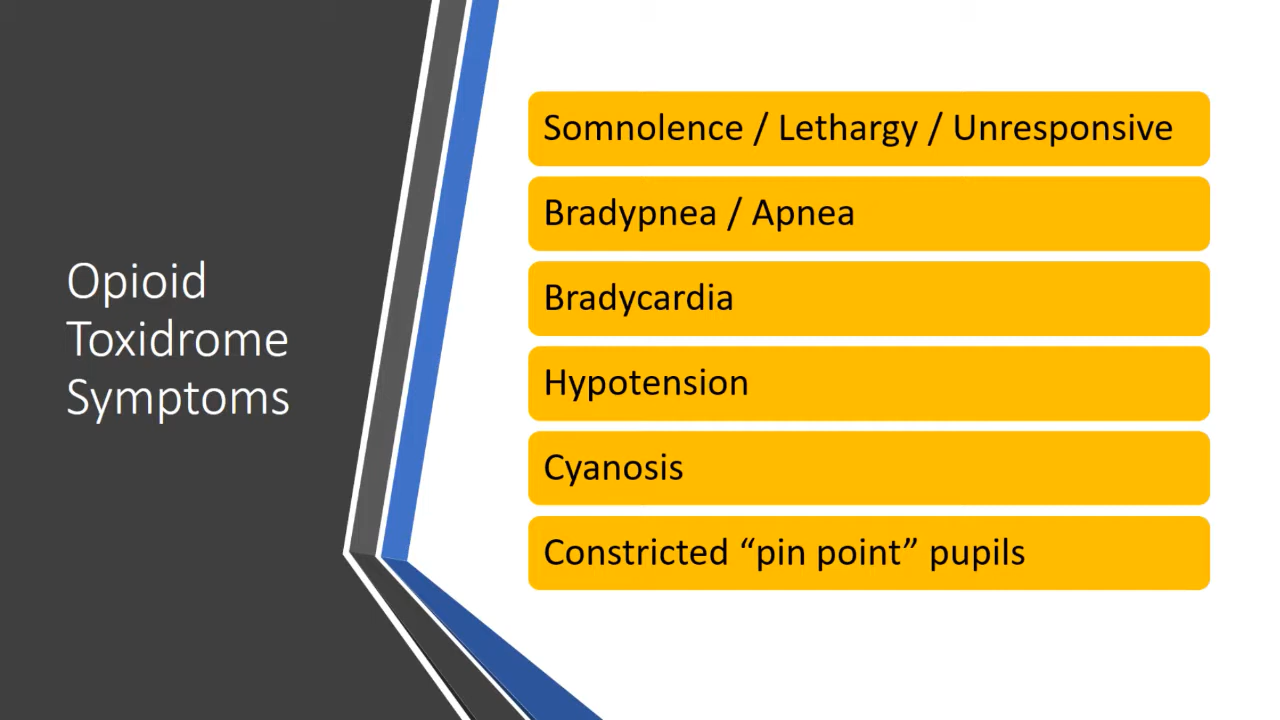 Opioid
Toxidrome
Symptoms
Somnolence / Lethargy / Unresponsive
Bradypnea / Apnea
Bradycardia
Hypotension
Cyanosis
Constricted “pin point” pupils